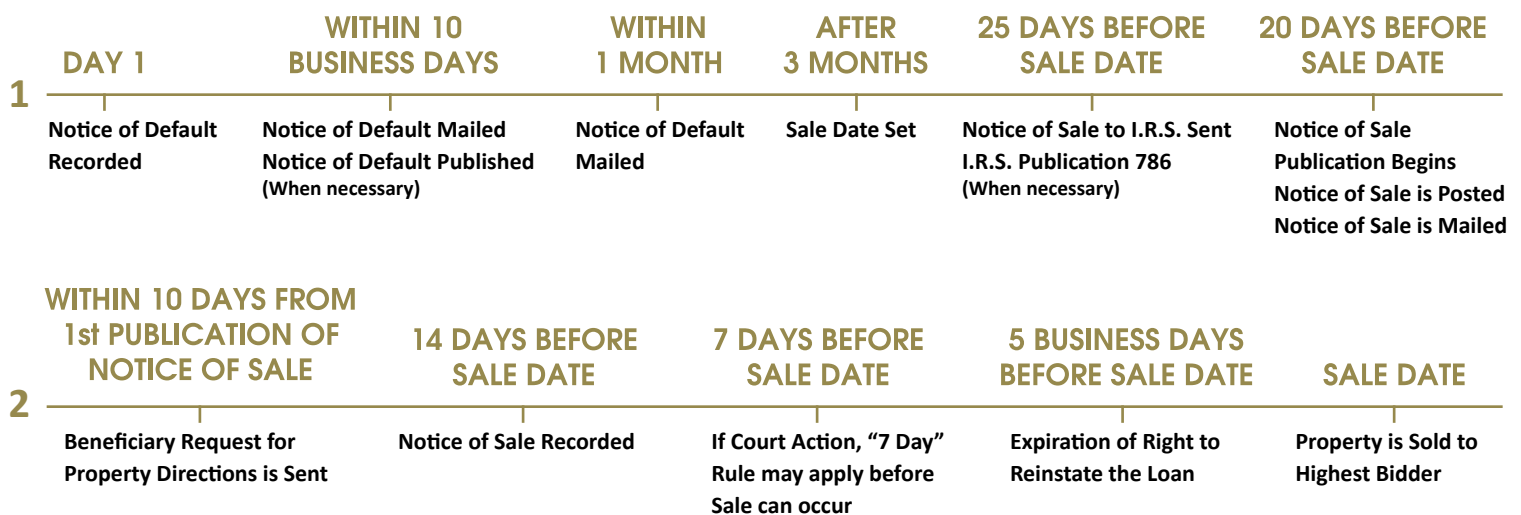 1
DAY 1
WITHIN 10
BUSINESS DAYS
WITHIN
1 MONTH
AFTER
3 MONTHS
25 DAYS BEFORE
SALE DATE
20 DAYS BEFORE
SALE DATE
Notice of Default
Recorded
Notice of Default Mailed
Notice of Default Published
(When necessary)
Notice of Default
Mailed
Sale Date Set
Notice of Sale to I.R.S. Sent
I.R.S. Publication 786
(When necessary)
Notice of Sale
Publication Begins
Notice of Sale is Posted
Notice of Sale is Mailed
2
WITHIN 10 DAYS FROM
1st PUBLICATION OF
NOTICE OF SALE
14 DAYS BEFORE
SALE DATE
7 DAYS BEFORE
SALE DATE
5 BUSINESS DAYS
BEFORE SALE DATE
SALE DATE
Beneficiary Request for
Property Directions is Sent
Notice of Sale Recorded
If Court Action, “7 Day”
Rule may apply before
Sale can occur
Expiration of Right to
Reinstate the Loan
Property is Sold to
Highest Bidder